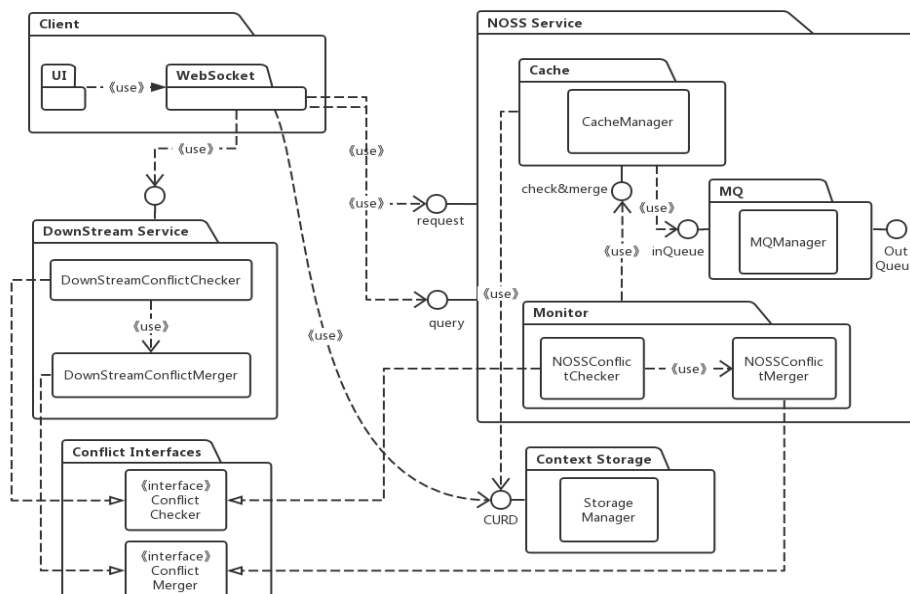 Client
UI
《use》
WebSocket
《use》
《use》
《use》
《use》
DownStream Service
DownStreamConflictChecker
《use》
DownStreamConflictMerger
Conflict Interfaces
《interface》
Conflict
Checker
《interface》
Conflict
Merger
NOSS Service
request
query
Cache
CacheManager
check&merge
《use》
inQueue
MQ
MQManager
Out
Queue
《use》
《use》
Monitor
NOSSConflic
tChecker
《use》
NOSSConflic
tMerger
Context Storage
Storage
Manager
CURD